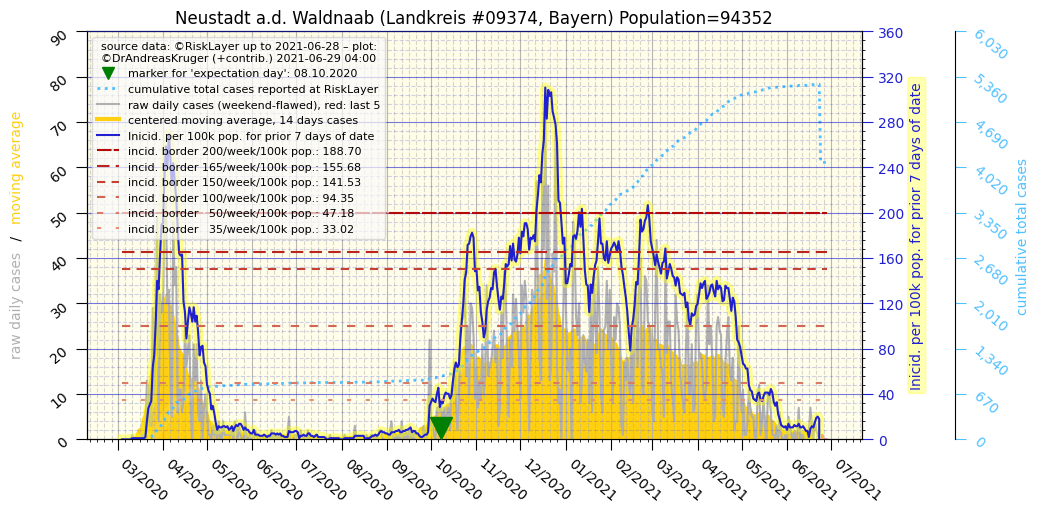 Neustadt a.d. Waldnaab (Landkreis #09374, Bayern) Population=94352
source data: ©RiskLayer up to 2021-06-28 – plot:
©DrAndreasKruger (+contrib.) 2021-06-29 04:00
marker for 'expectation day': 08.10.2020
cumulative total cases reported at RiskLayer
raw daily cases (weekend-flawed), red: last 5
centered moving average, 14 days cases
Inicid. per 100k pop. for prior 7 days of date
incid. border 200/week/100k pop.: 188.70
incid. border 165/week/100k pop.: 155.68
incid. border 150/week/100k pop.: 141.53
incid. border 100/week/100k pop.: 94.35
incid. border 50/week/100k pop.: 47.18
incid. border 35/week/100k pop.: 33.02
raw daily cases / moving average
90
80
70
60
50
40
30
20
10
0
360
320
280
240
200
160
120
80
40
0
Inicid. per 100k pop. for prior 7 days of date
6,030
5,360
4,690
4,020
3,350
2,680
2,010
1,340
670
0
cumulative total cases
03/2020
04/2020
05/2020
06/2020
07/2020
08/2020
09/2020
10/2020
11/2020
12/2020
01/2021
02/2021
03/2021
04/2021
05/2021
06/2021
07/2021